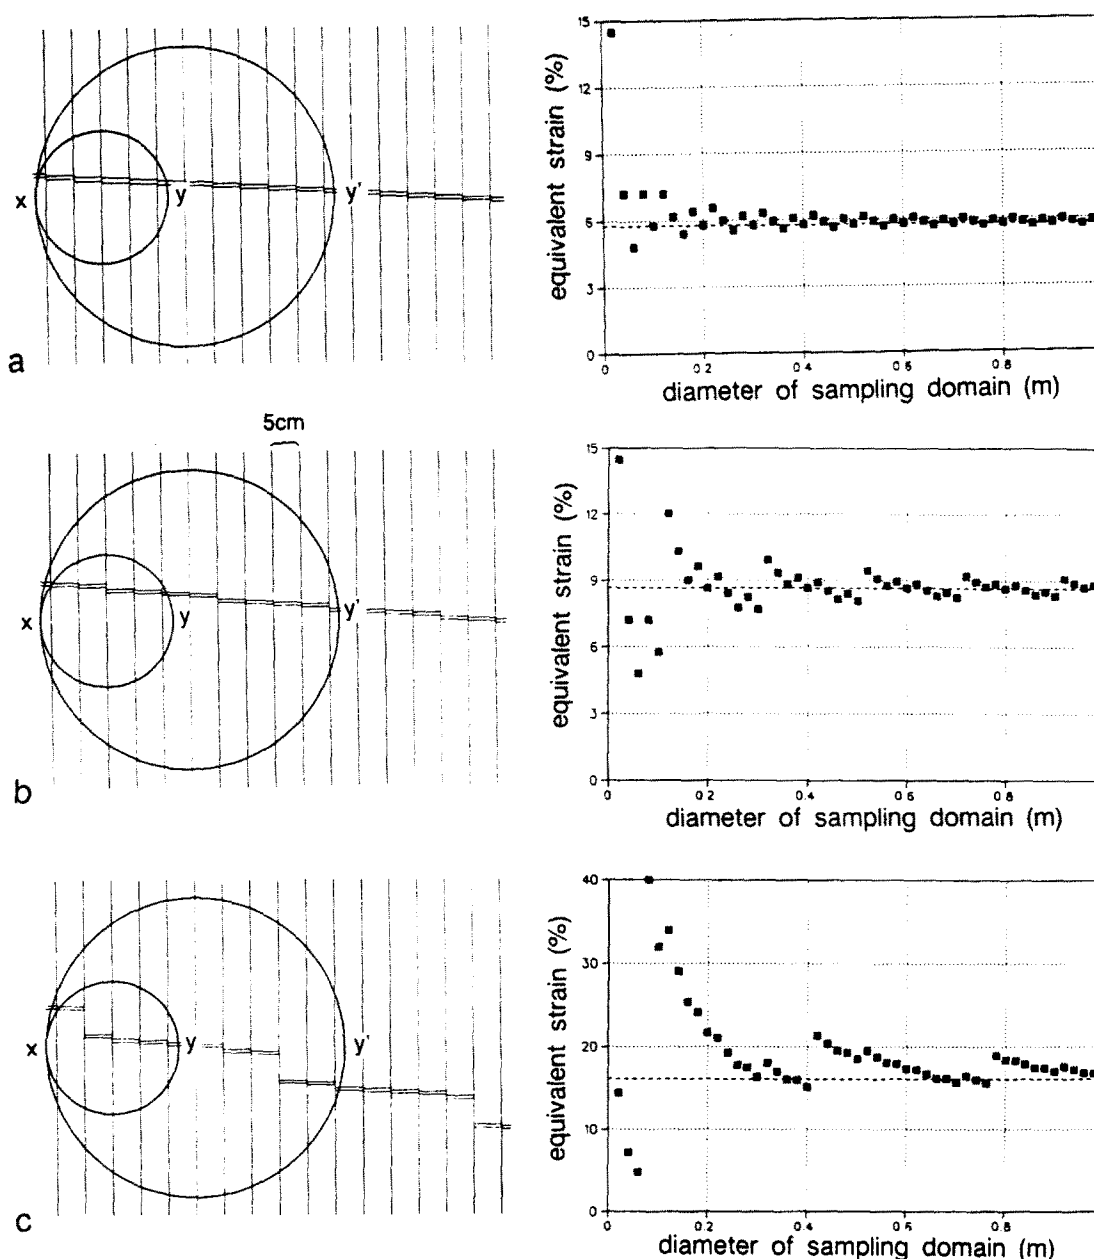 a
x
y
y'
equivalent strain (%)
15
12
9
6
3
0
0
0.2
0.4
0.6
0.8
diameter of sampling domain (m)
b
5cm
x
y
y'
equivalent strain (%)
15
12
9
6
3
0
0
0.2
0.4
0.6
0.8
diameter of sampling domain (m)
c
x
y
y'
equivalent strain (%)
40
30
20
10
0
0
0.2
0.4
0.6
0.8
diameter of sampling domain (m)